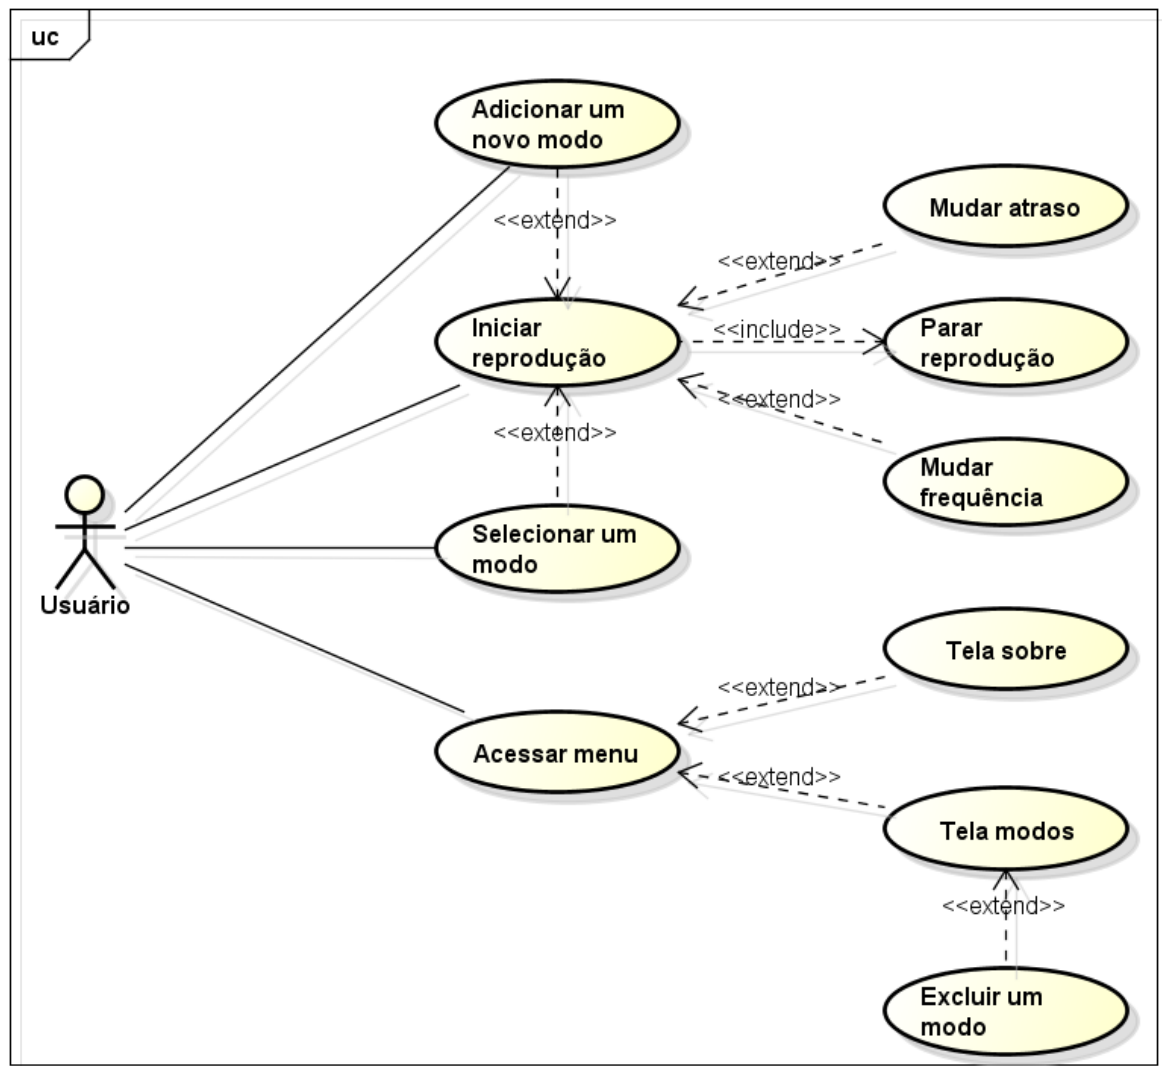 uc
Adicionar um
novo modo
<<extend>>
Mudar atraso
<<extend>>
Iniciar
reprodução
<<include>>
Parar
reprodução
<<extend>>
<<extend>>
Mudar
frequência
Selecionar um
modo
Usuário
Tela sobre
<<extend>>
Acessar menu
<<extend>>
Tela modos
<<extend>>
Excluir um
modo